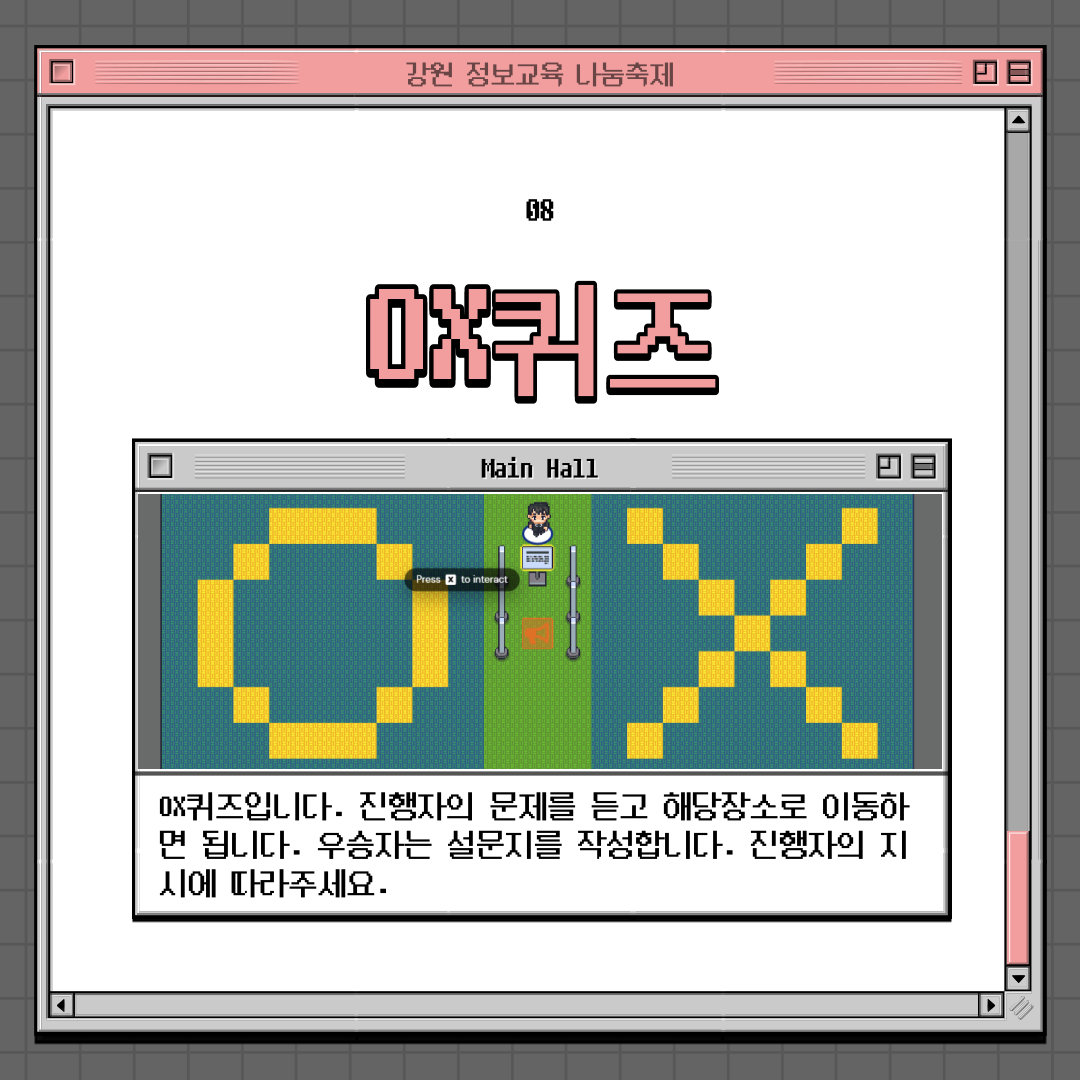 강원 정보교육 나눔축제
08
OX퀴즈
Main Hall
Press X to interact
OX퀴즈입니다. 진행자의 문제를 듣고 해당장소로 이동하
면 됩니다. 우승자는 설문지를 작성합니다. 진행자의 지
시에 따라주세요.